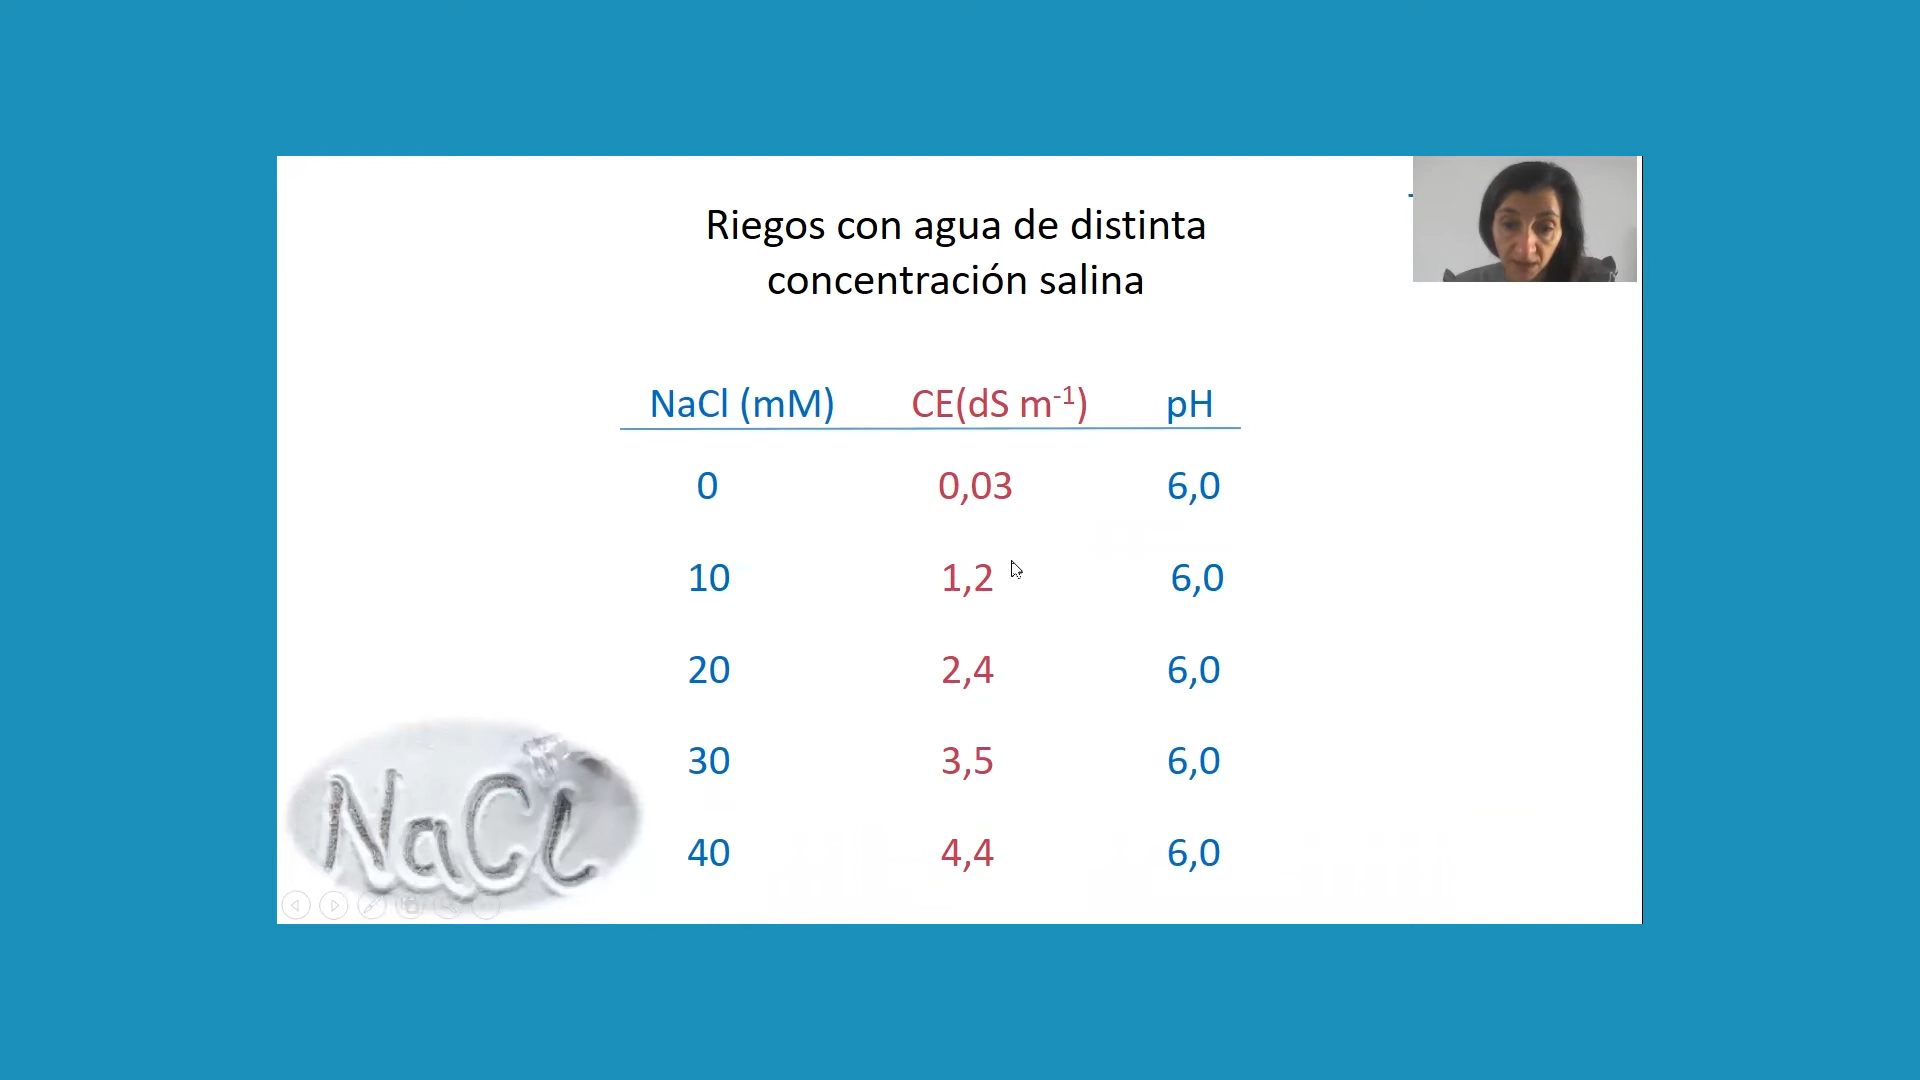 Riegos con agua de distinta
concentración salina
NaCl (mM) CE(dS m⁻¹) pH
0 0,03 6,0
10 1,2 6,0
20 2,4 6,0
30 3,5 6,0
40 4,4 6,0
NaCl